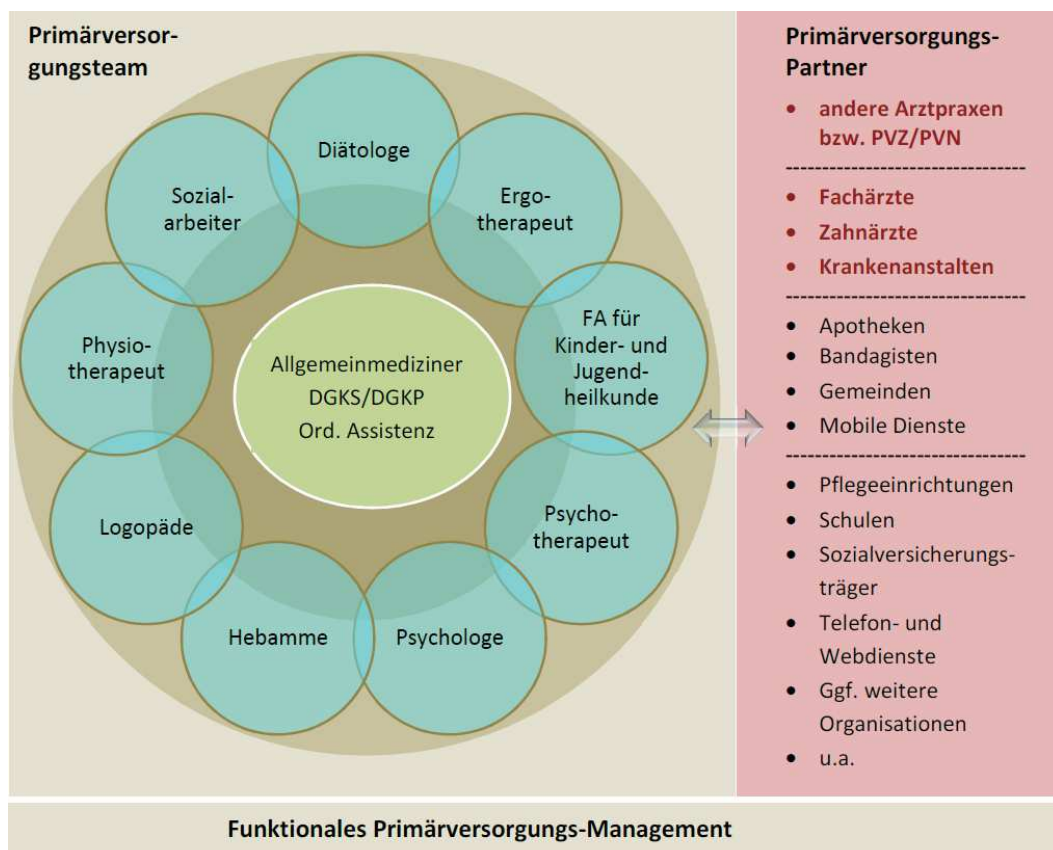 Primärversor-
gungsteam
Diätologe
Sozial-
arbeiter
Ergo-
therapeut
Physio-
therapeut
FA für
Kinder- und
Jugend-
heilkunde
Allgemeinmediziner
DGKS/DGKP
Ord. Assistenz
Logopäde
Psycho-
therapeut
Hebamme
Psychologe
Primärversorgungs-
Partner
• andere Arztpraxen
bzw. PVZ/PVN
---------------------------------
• Fachärzte
• Zahnärzte
• Krankenanstalten
---------------------------------
• Apotheken
• Bandagisten
• Gemeinden
• Mobile Dienste
---------------------------------
• Pflegeeinrichtungen
• Schulen
• Sozialversicherungs-
träger
• Telefon- und
Webdienste
• Ggf. weitere
Organisationen
• u.a.
Funktionales Primärversorgungs-Management